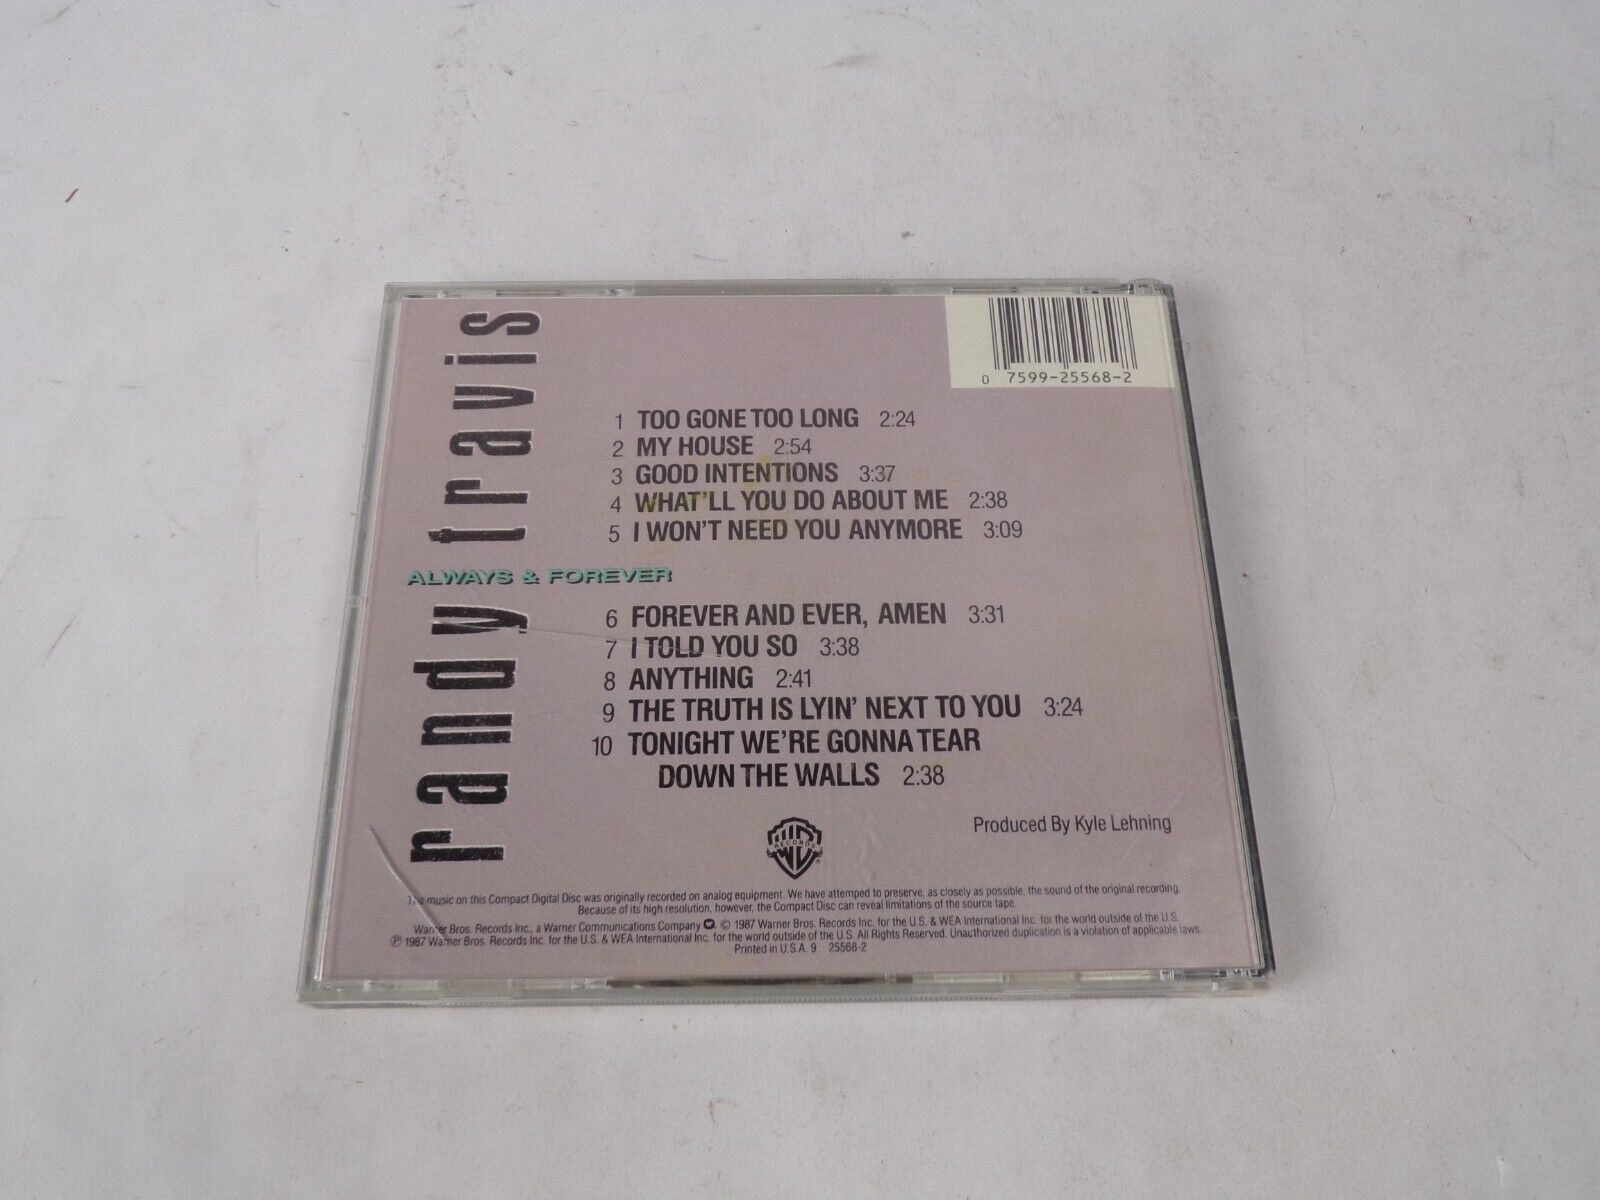 randy travis
0 7599-25568-2
1 TOO GONE TOO LONG 2:24
2 MY HOUSE 2:54
3 GOOD INTENTIONS 3:37
4 WHAT'LL YOU DO ABOUT ME 2:38
5 I WON'T NEED YOU ANYMORE 3:09
ALWAYS & FOREVER
6 FOREVER AND EVER, AMEN 3:31
7 I TOLD YOU SO 3:38
8 ANYTHING 2:41
9 THE TRUTH IS LYIN' NEXT TO YOU 3:24
10 TONIGHT WE'RE GONNA TEAR
DOWN THE WALLS 2:38
Produced By Kyle Lehning
WB RECORDS ®
The music on this Compact Digital Disc was originally recorded on analog equipment. We have attemped to preserve, as closely as possible, the sound of the original recording.
Because of its high resolution, however, the Compact Disc can reveal limitations of the source tape.
Warner Bros. Records Inc., a Warner Communications Company. © 1987 Warner Bros. Records Inc. for the U.S. & WEA International Inc. for the world outside of the U.S.
℗ 1987 Warner Bros. Records Inc. for the U.S. & WEA International Inc. for the world outside of the U.S. All Rights Reserved. Unauthorized duplication is a violation of applicable laws.
Printed in U.S.A. 9 25568-2